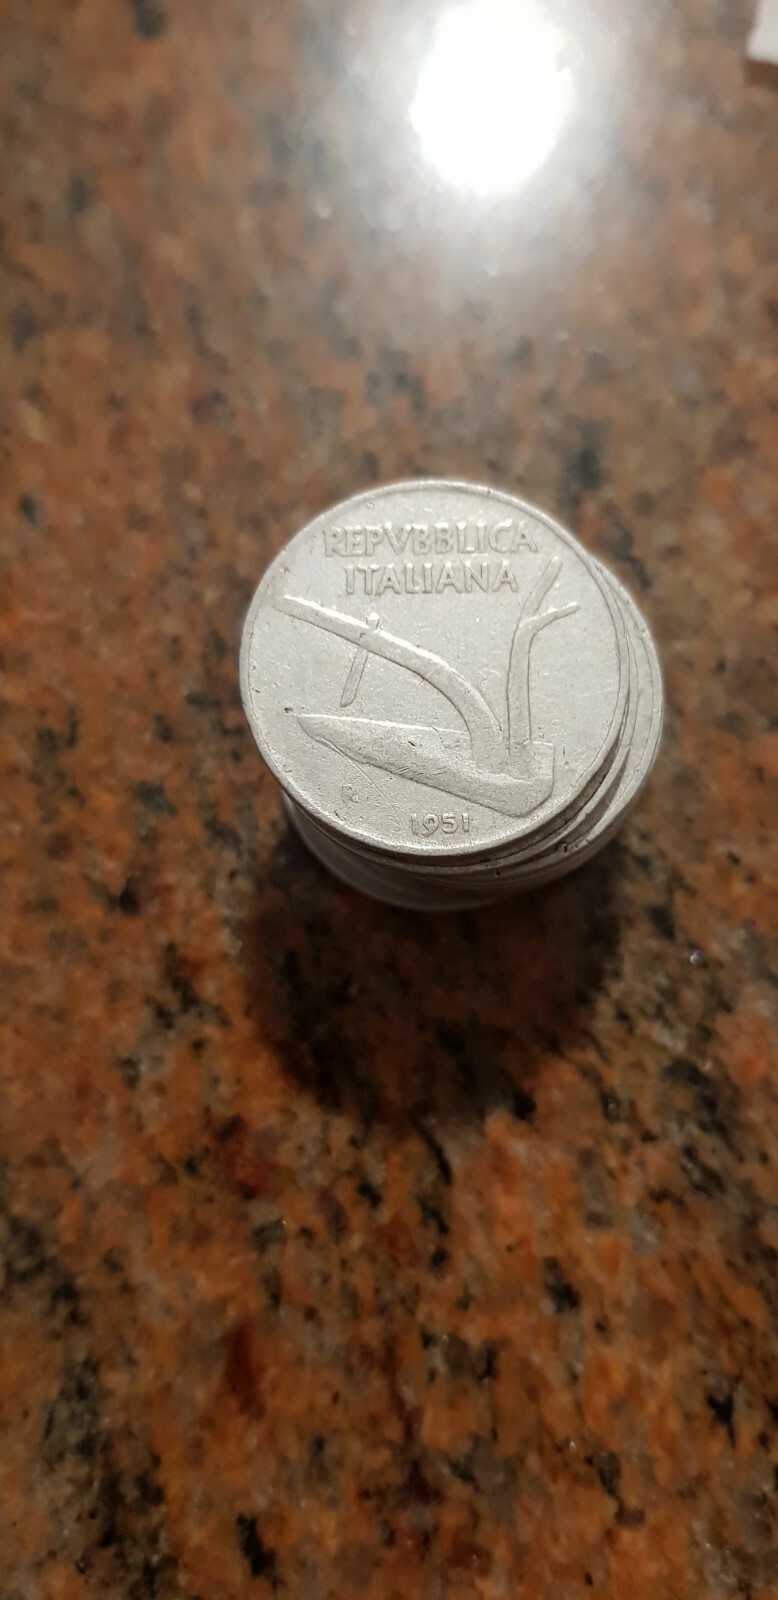 REPVBBLICA
ITALIANA
R
1951